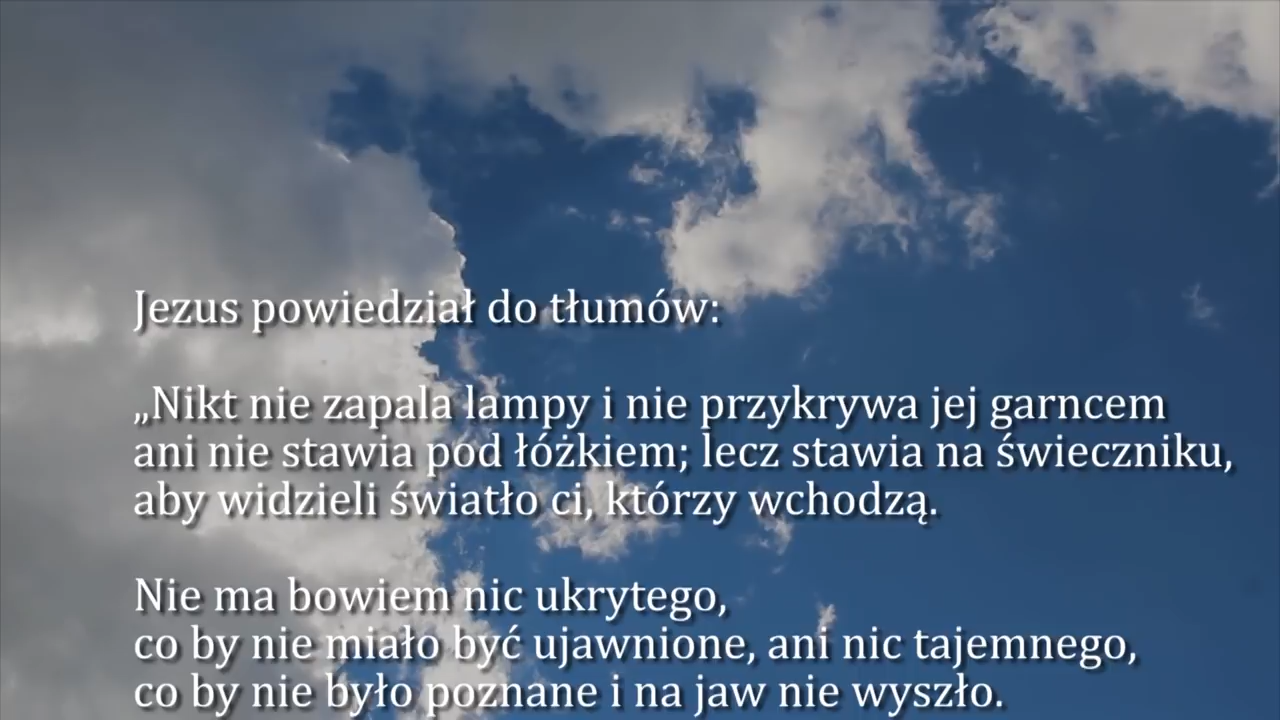 Jezus powiedział do tłumów:
„Nikt nie zapala lampy i nie przykrywa jej garncem
ani nie stawia pod łóżkiem; lecz stawia na świeczniku,
aby widzieli światło ci, którzy wchodzą.
Nie ma bowiem nic ukrytego,
co by nie miało być ujawnione, ani nic tajemnego,
co by nie było poznane i na jaw nie wyszło.